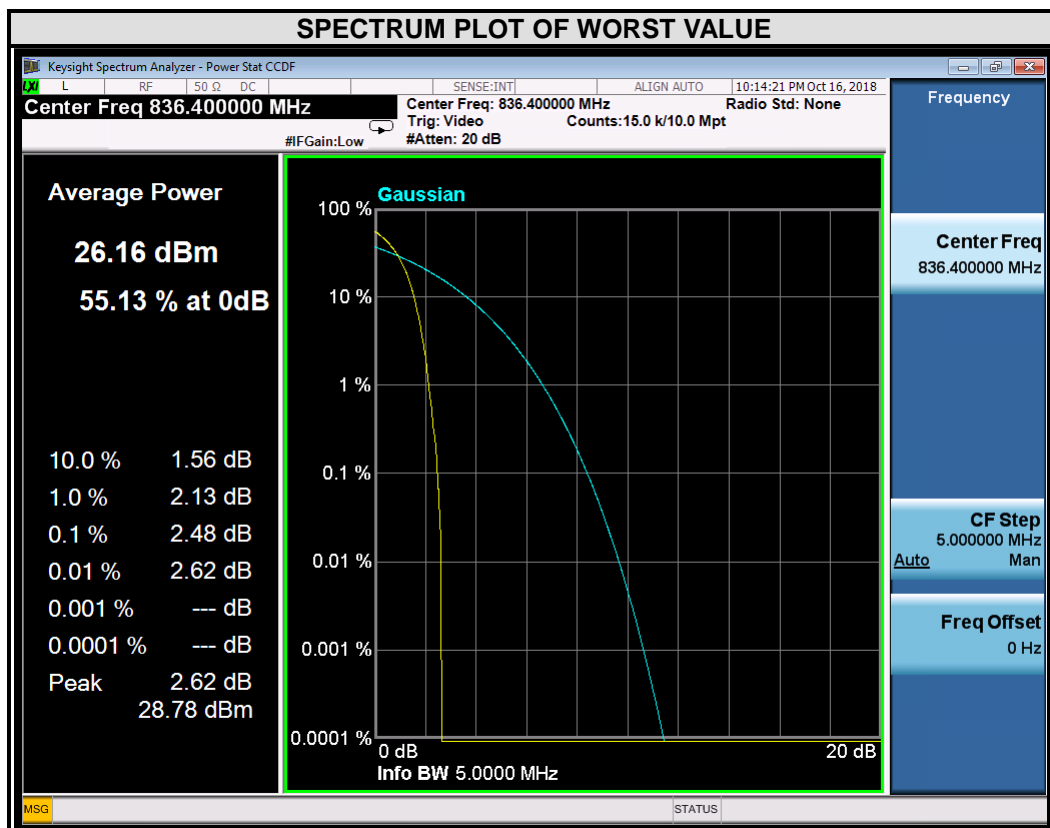 SPECTRUM PLOT OF WORST VALUE
Keysight Spectrum Analyzer - Power Stat CCDF
LXI L RF 50 Ω DC SENSE:INT ALIGN AUTO 10:14:21 PM Oct 16, 2018
Center Freq 836.400000 MHz
Center Freq: 836.400000 MHz Radio Std: None
Trig: Video Counts:15.0 k/10.0 Mpt
#IFGain:Low #Atten: 20 dB
Average Power
26.16 dBm
55.13 % at 0dB
10.0 % 1.56 dB
1.0 % 2.13 dB
0.1 % 2.48 dB
0.01 % 2.62 dB
0.001 % --- dB
0.0001 % --- dB
Peak 2.62 dB
28.78 dBm
Gaussian
100 %
10 %
1 %
0.1 %
0.01 %
0.001 %
0.0001 %
0 dB 20 dB
Info BW 5.0000 MHz
Frequency
Center Freq
836.400000 MHz
CF Step
5.000000 MHz
Auto Man
Freq Offset
0 Hz
MSG STATUS